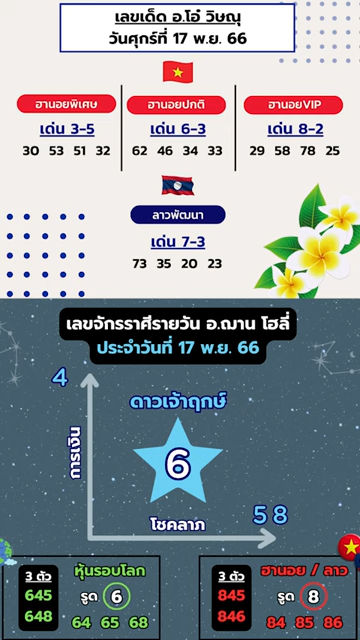 เลขเด็ด อ.โอ๋ วิษณุ
วันศุกร์ที่ 17 พ.ย. 66
ฮานอยพิเศษ
เด่น 3-5
30 53 51 32
ฮานอยปกติ
เด่น 6-3
62 46 34 33
ฮานอยVIP
เด่น 8-2
29 58 78 25
ลาวพัฒนา
เด่น 7-3
73 35 20 23
เลขจักรราศีรายวัน อ.ฌาน โฮลี่
ประจำวันที่ 17 พ.ย. 66
4
ดาวเจ้าฤกษ์
6
การเงิน
โชคลาภ
5 8
3 ตัว
645
648
หุ้นรอบโลก
รูด 6
64 65 68
3 ตัว
845
846
ฮานอย / ลาว
รูด 8
84 85 86